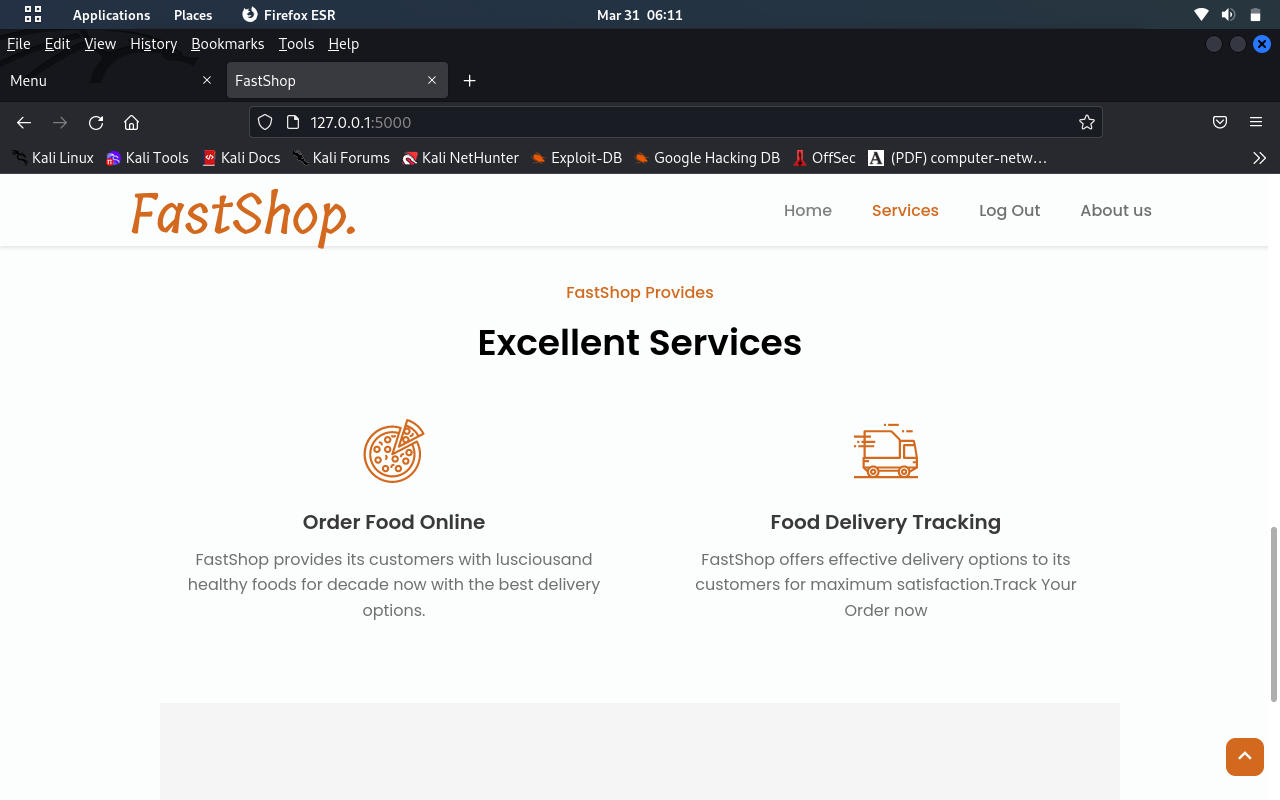 Applications Places Firefox ESR Mar 31 06:11
File Edit View History Bookmarks Tools Help
Menu FastShop
127.0.0.1:5000
Kali Linux Kali Tools Kali Docs Kali Forums Kali NetHunter Exploit-DB Google Hacking DB OffSec A (PDF) computer-netw…
FastShop. Home Services Log Out About us
FastShop Provides
Excellent Services
Order Food Online
FastShop provides its customers with lusciousand
healthy foods for decade now with the best delivery
options.
Food Delivery Tracking
FastShop offers effective delivery options to its
customers for maximum satisfaction.Track Your
Order now